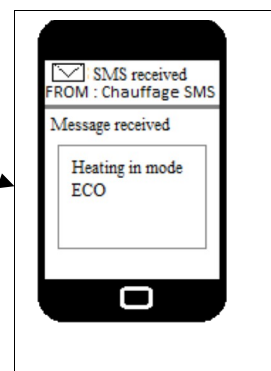 SMS received
FROM : Chauffage SMS
Message received
Heating in mode
ECO